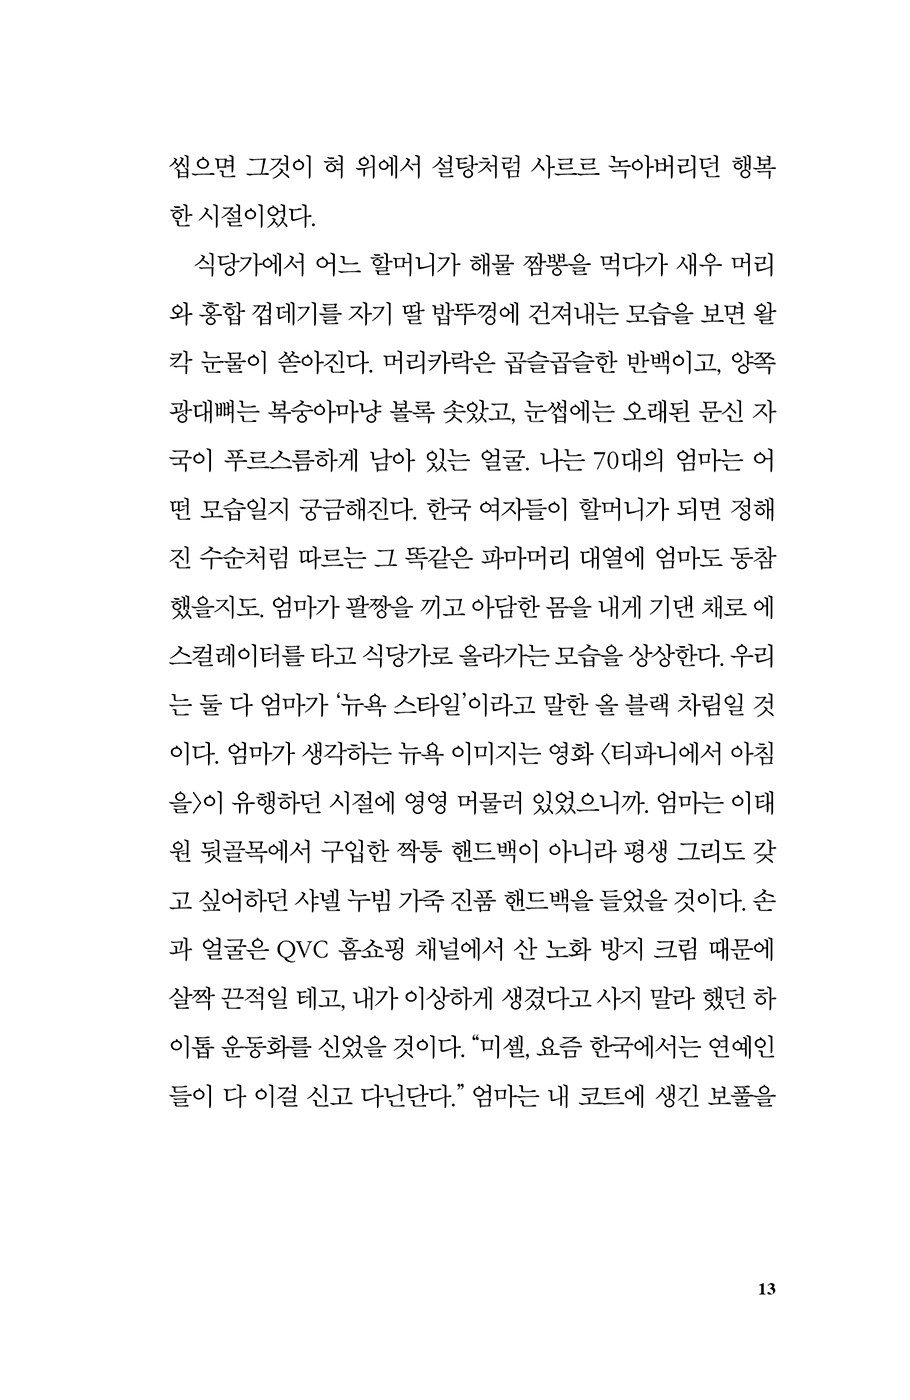 씹으면 그것이 혀 위에서 설탕처럼 사르르 녹아버리던 행복
한 시절이었다.
식당가에서 어느 할머니가 해물 짬뽕을 먹다가 새우 머리
와 홍합 껍데기를 자기 딸 밥뚜껑에 건져내는 모습을 보면 왈
칵 눈물이 쏟아진다. 머리카락은 곱슬곱슬한 반백이고, 양쪽
광대뼈는 복숭아마냥 볼록 솟았고, 눈썹에는 오래된 문신 자
국이 푸르스름하게 남아 있는 얼굴. 나는 70대의 엄마는 어
떤 모습일지 궁금해진다. 한국 여자들이 할머니가 되면 정해
진 수순처럼 따르는 그 똑같은 파마머리 대열에 엄마도 동참
했을지도. 엄마가 팔짱을 끼고 아담한 몸을 내게 기댄 채로 에
스컬레이터를 타고 식당가로 올라가는 모습을 상상한다. 우리
는 둘 다 엄마가 ‘뉴욕 스타일’이라고 말한 올 블랙 차림일 것
이다. 엄마가 생각하는 뉴욕 이미지는 영화 〈티파니에서 아침
을〉이 유행하던 시절에 영영 머물러 있었으니까. 엄마는 이태
원 뒷골목에서 구입한 짝퉁 핸드백이 아니라 평생 그리도 갖
고 싶어하던 샤넬 누빔 가죽 진품 핸드백을 들었을 것이다. 손
과 얼굴은 QVC 홈쇼핑 채널에서 산 노화 방지 크림 때문에
살짝 끈적일 테고, 내가 이상하게 생겼다고 사지 말라 했던 하
이톱 운동화를 신었을 것이다. “미셸, 요즘 한국에서는 연예인
들이 다 이걸 신고 다닌단다.” 엄마는 내 코트에 생긴 보풀을
13